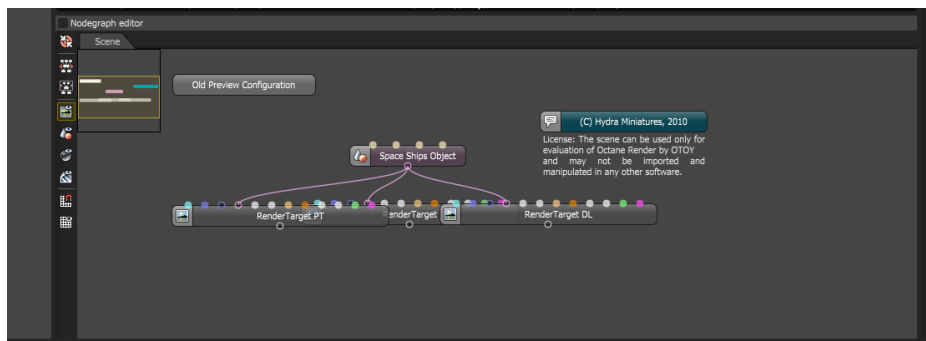 Nodegraph editor
Scene
Old Preview Configuration
(C) Hydra Miniatures, 2010
License: The scene can be used only for
evaluation of Octane Render by OTOY
and may not be imported and
manipulated in any other software.
Space Ships Object
RenderTarget PT
RenderTarget
RenderTarget DL